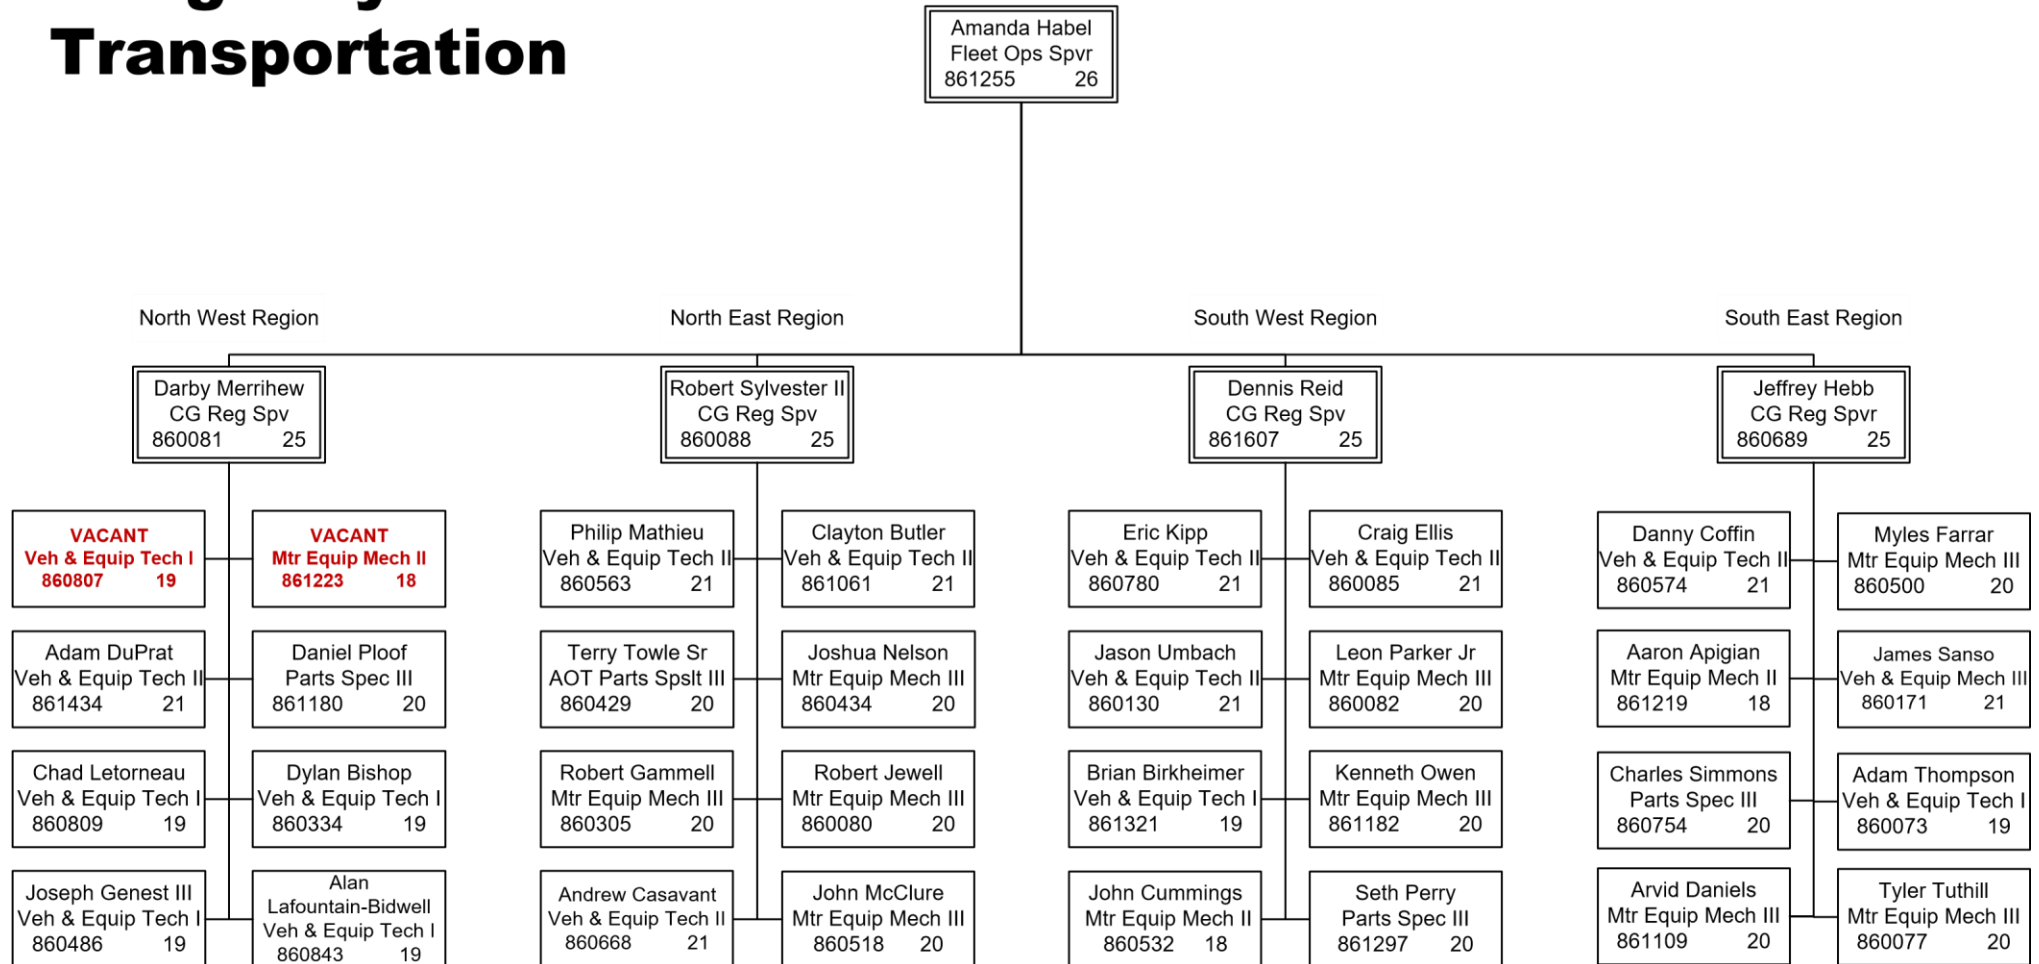 Transportation
Amanda Habel
Fleet Ops Spvr
861255 26
North West Region
North East Region
South West Region
South East Region
Darby Merrihew
CG Reg Spv
860081 25
Robert Sylvester II
CG Reg Spv
860088 25
Dennis Reid
CG Reg Spv
861607 25
Jeffrey Hebb
CG Reg Spvr
860689 25
VACANT
Veh & Equip Tech I
860807 19
VACANT
Mtr Equip Mech II
861223 18
Philip Mathieu
Veh & Equip Tech II
860563 21
Clayton Butler
Veh & Equip Tech II
861061 21
Eric Kipp
Veh & Equip Tech II
860780 21
Craig Ellis
Veh & Equip Tech II
860085 21
Danny Coffin
Veh & Equip Tech II
860574 21
Myles Farrar
Mtr Equip Mech III
860500 20
Adam DuPrat
Veh & Equip Tech II
861434 21
Daniel Ploof
Parts Spec III
861180 20
Terry Towle Sr
AOT Parts Spslt III
860429 20
Joshua Nelson
Mtr Equip Mech III
860434 20
Jason Umbach
Veh & Equip Tech II
860130 21
Leon Parker Jr
Mtr Equip Mech III
860082 20
Aaron Apigian
Mtr Equip Mech II
861219 18
James Sanso
Veh & Equip Mech III
860171 21
Chad Letorneau
Veh & Equip Tech I
860809 19
Dylan Bishop
Veh & Equip Tech I
860334 19
Robert Gammell
Mtr Equip Mech III
860305 20
Robert Jewell
Mtr Equip Mech III
860080 20
Brian Birkheimer
Veh & Equip Tech I
861321 19
Kenneth Owen
Mtr Equip Mech III
861182 20
Charles Simmons
Parts Spec III
860754 20
Adam Thompson
Veh & Equip Tech I
860073 19
Joseph Genest III
Veh & Equip Tech I
860486 19
Alan
Lafountain-Bidwell
Veh & Equip Tech I
860843 19
Andrew Casavant
Veh & Equip Tech II
860668 21
John McClure
Mtr Equip Mech III
860518 20
John Cummings
Mtr Equip Mech II
860532 18
Seth Perry
Parts Spec III
861297 20
Arvid Daniels
Mtr Equip Mech III
861109 20
Tyler Tuthill
Mtr Equip Mech III
860077 20